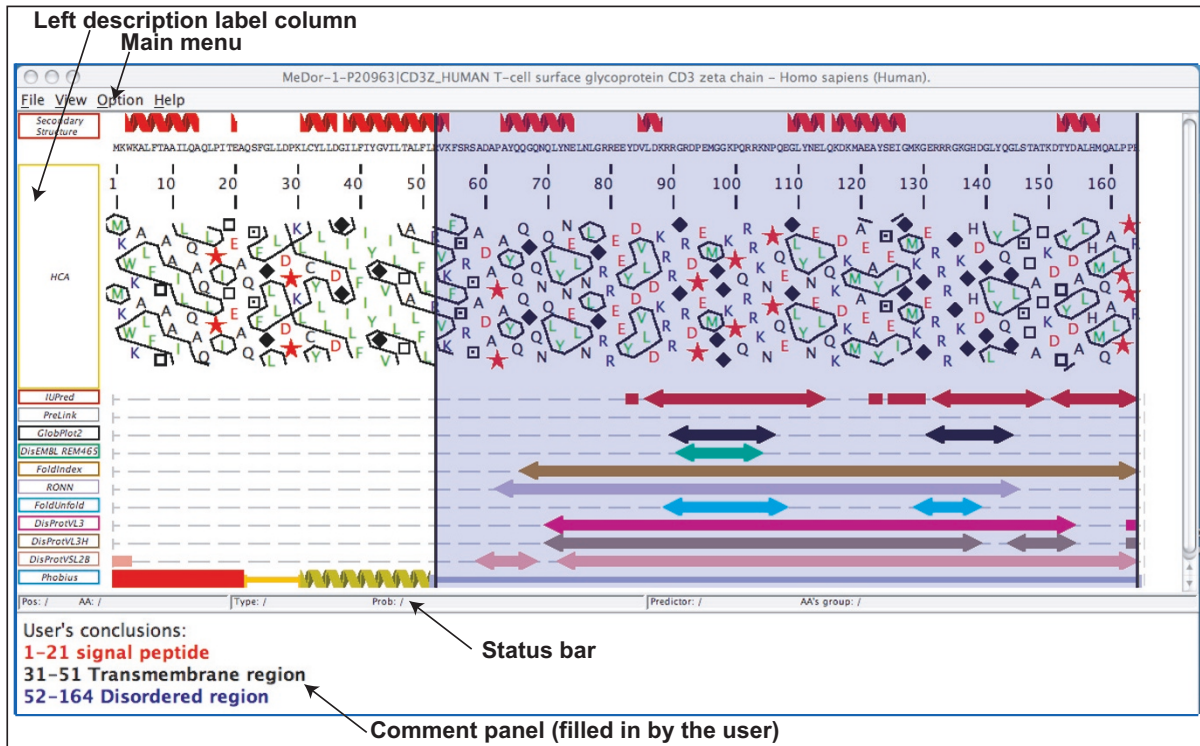 Left description label column
Main menu
MeDor-1-P20963|CD3Z_HUMAN T-cell surface glycoprotein CD3 zeta chain – Homo sapiens (Human).
File View Option Help
Secondary
Structure
MKWKALFTAAILQAQLPITEAQSFGLLDPKLCYLLDGILFIYGVILTALFLRVKFSRSADAPAYQQGQNQLYNELNLGRREEYDVLDKRRGRDPEMGGKPQRRKNPQEGLYNELQKDKMAEAYSEIGMKGERRRGKGHDGLYQGLSTATKDTYDALHMQALPPR
1 10 20 30 40 50 60 70 80 90 100 110 120 130 140 150 160
HCA
IUPred
PreLink
GlobPlot2
DisEMBL REM465
FoldIndex
RONN
FoldUnfold
DisProtVL3
DisProtVL3H
DisProtVSL2B
Phobius
Pos: / AA: / Type: / Prob: / Predictor: / AA's group: /
User's conclusions:
1–21 signal peptide
31–51 Transmembrane region
52–164 Disordered region
Status bar
Comment panel (filled in by the user)